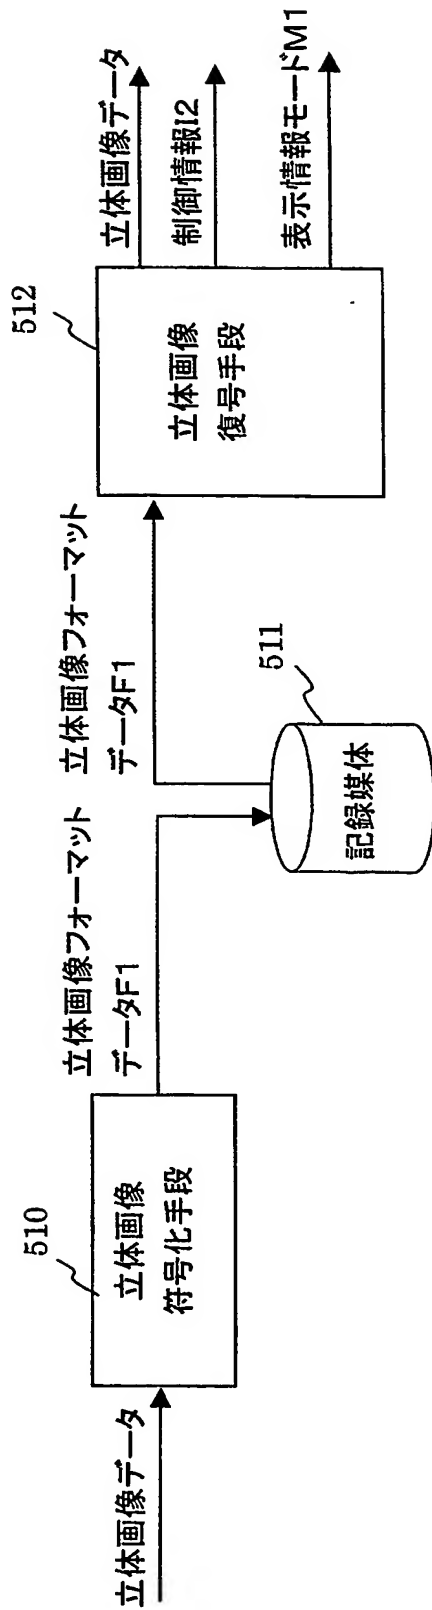 立体画像データ
510
立体画像
符号化手段
立体画像フォーマット
データF1
511
記録媒体
立体画像フォーマット
データF1
512
立体画像
復号手段
立体画像データ
制御情報I2
表示情報モードM1